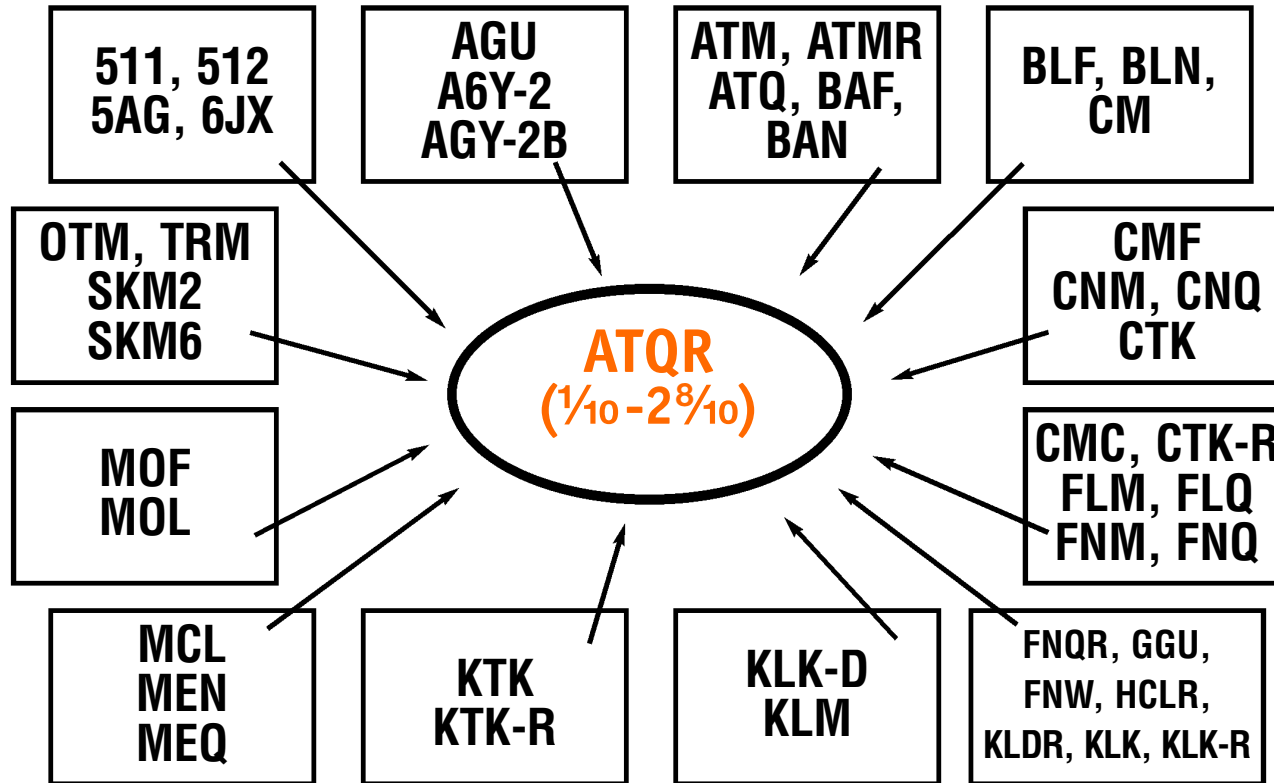 511, 512
5AG, 6JX
AGU
A6Y-2
AGY-2B
ATM, ATMR
ATQ, BAF,
BAN
BLF, BLN,
CM
OTM, TRM
SKM2
SKM6
ATQR
(1/10-2 8/10)
CMF
CNM, CNQ
CTK
MOF
MOL
CMC, CTK-R
FLM, FLQ
FNM, FNQ
MCL
MEN
MEQ
KTK
KTK-R
KLK-D
KLM
FNQR, GGU,
FNW, HCLR,
KLDR, KLK, KLK-R